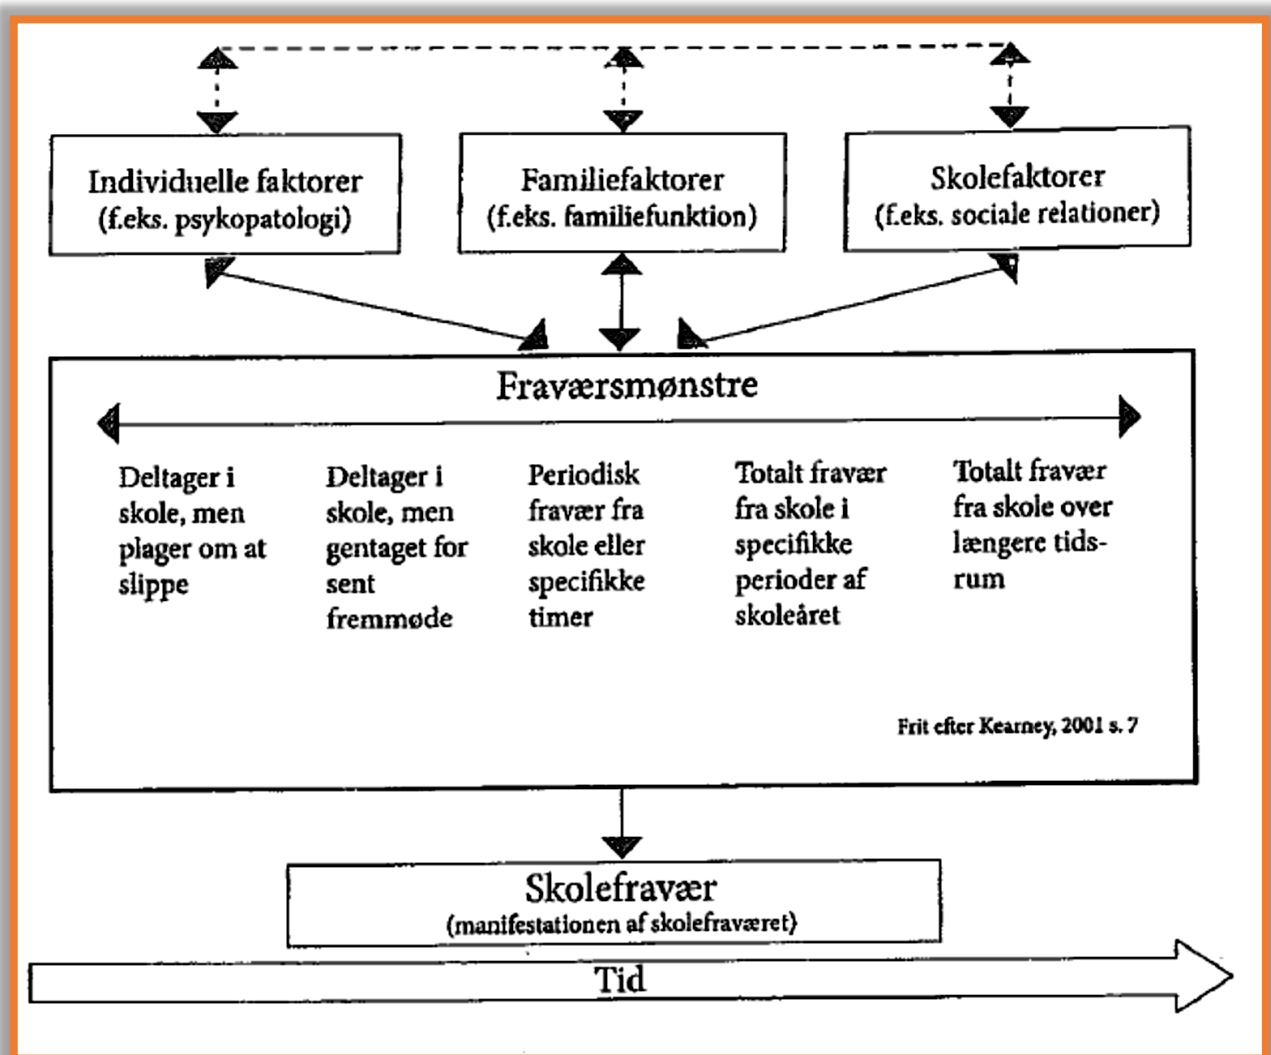 Individuelle faktorer
(f.eks. psykopatologi)
Familiefaktorer
(f.eks. familiefunktion)
Skolefaktorer
(f.eks. sociale relationer)
Fraværsmønstre
Deltager i
skole, men
plager om at
slippe
Deltager i
skole, men
gentaget for
sent
fremmøde
Periodisk
fravær fra
skole eller
specifikke
timer
Totalt fravær
fra skole i
specifikke
perioder af
skoleåret
Totalt fravær
fra skole over
længere tids-
rum
Frit efter Kearney, 2001 s. 7
Skolefravær
(manifestationen af skolefraværet)
Tid